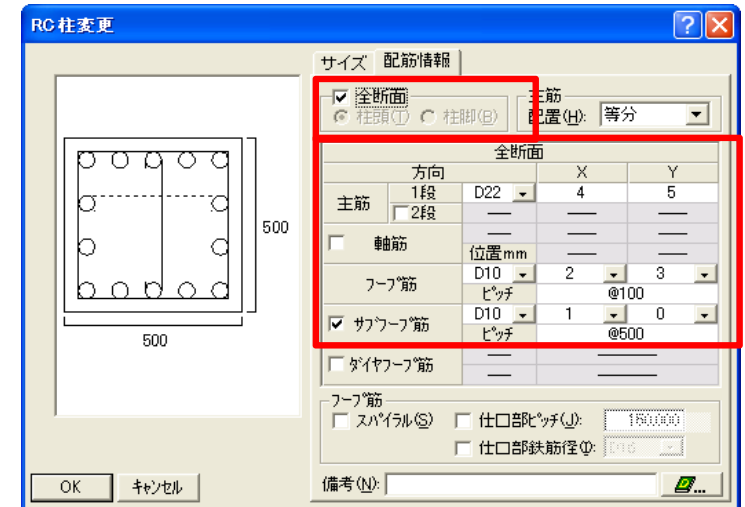 RC柱変更
サイズ 配筋情報
全断面 主筋
柱頭(T) 柱脚(B) 配置(H): 等分
全断面
方向 X Y
主筋 1段 D22 4 5
2段
軸筋
位置mm
フープ筋 D10 2 3
ピッチ @100
サブフープ筋 D10 1 0
ピッチ @500
ダイヤフープ筋
フープ筋
スパイラル(S) 仕口部ピッチ(J): 150.000
仕口部鉄筋径(I): D16
備考(N): ...
500
500
OK キャンセル